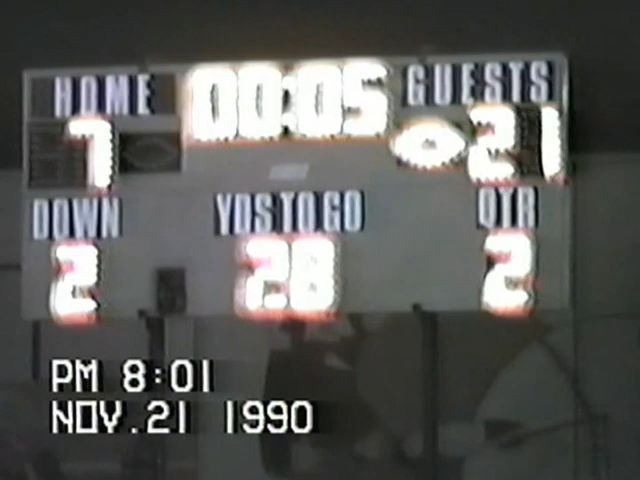 HOME 00:05 GUESTS
7 21
DOWN YDS TO GO QTR
2 28 2
PM 8:01
NOV.21 1990